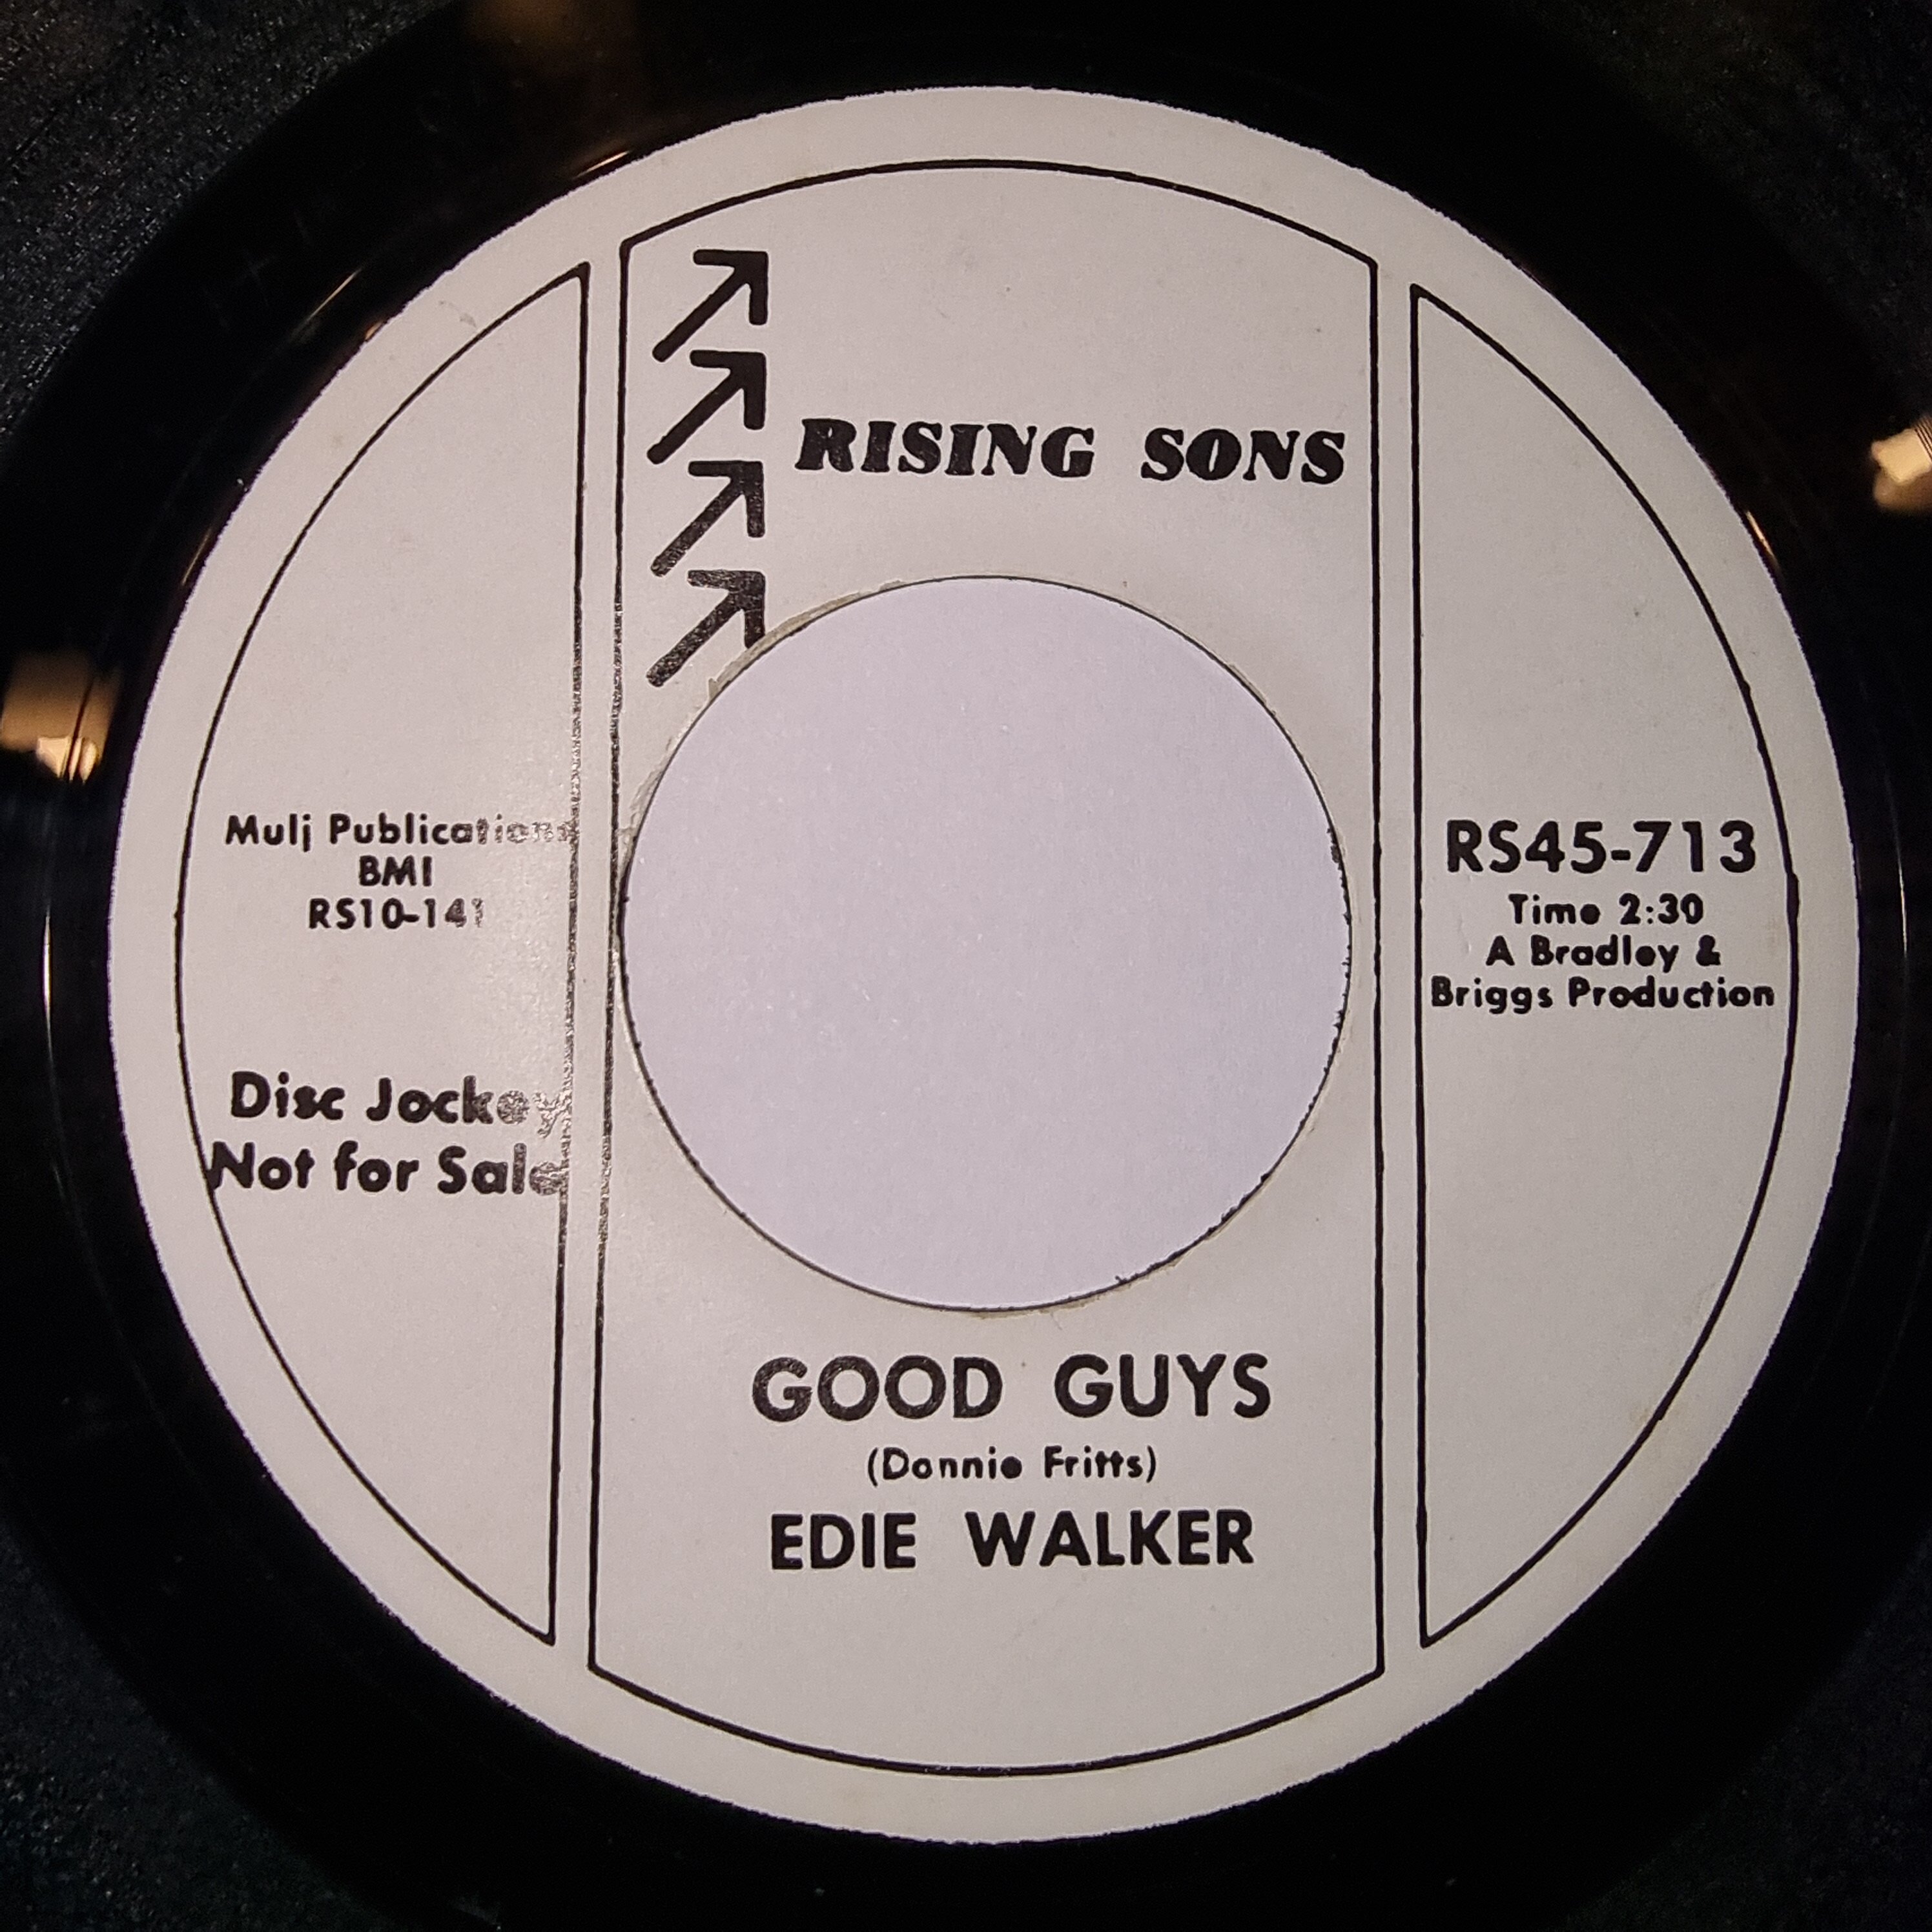 RISING SONS
Mulj Publications
BMI
RS10-141
Disc Jockey
Not for Sale
RS45-713
Time 2:30
A Bradley &
Briggs Production
GOOD GUYS
(Donnie Fritts)
EDIE WALKER